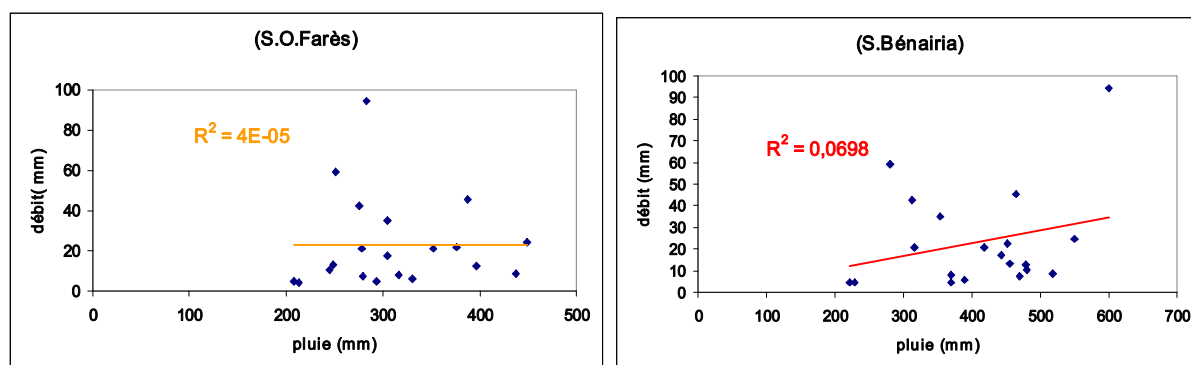 (S.O.Farès)
débit( mm)
100
80
60
40
20
0
R² = 4E-05
0 100 200 300 400 500
pluie (mm)
(S.Bénairia)
débit (mm)
100
90
80
70
60
50
40
30
20
10
0
R² = 0,0698
0 100 200 300 400 500 600 700
pluie (mm)